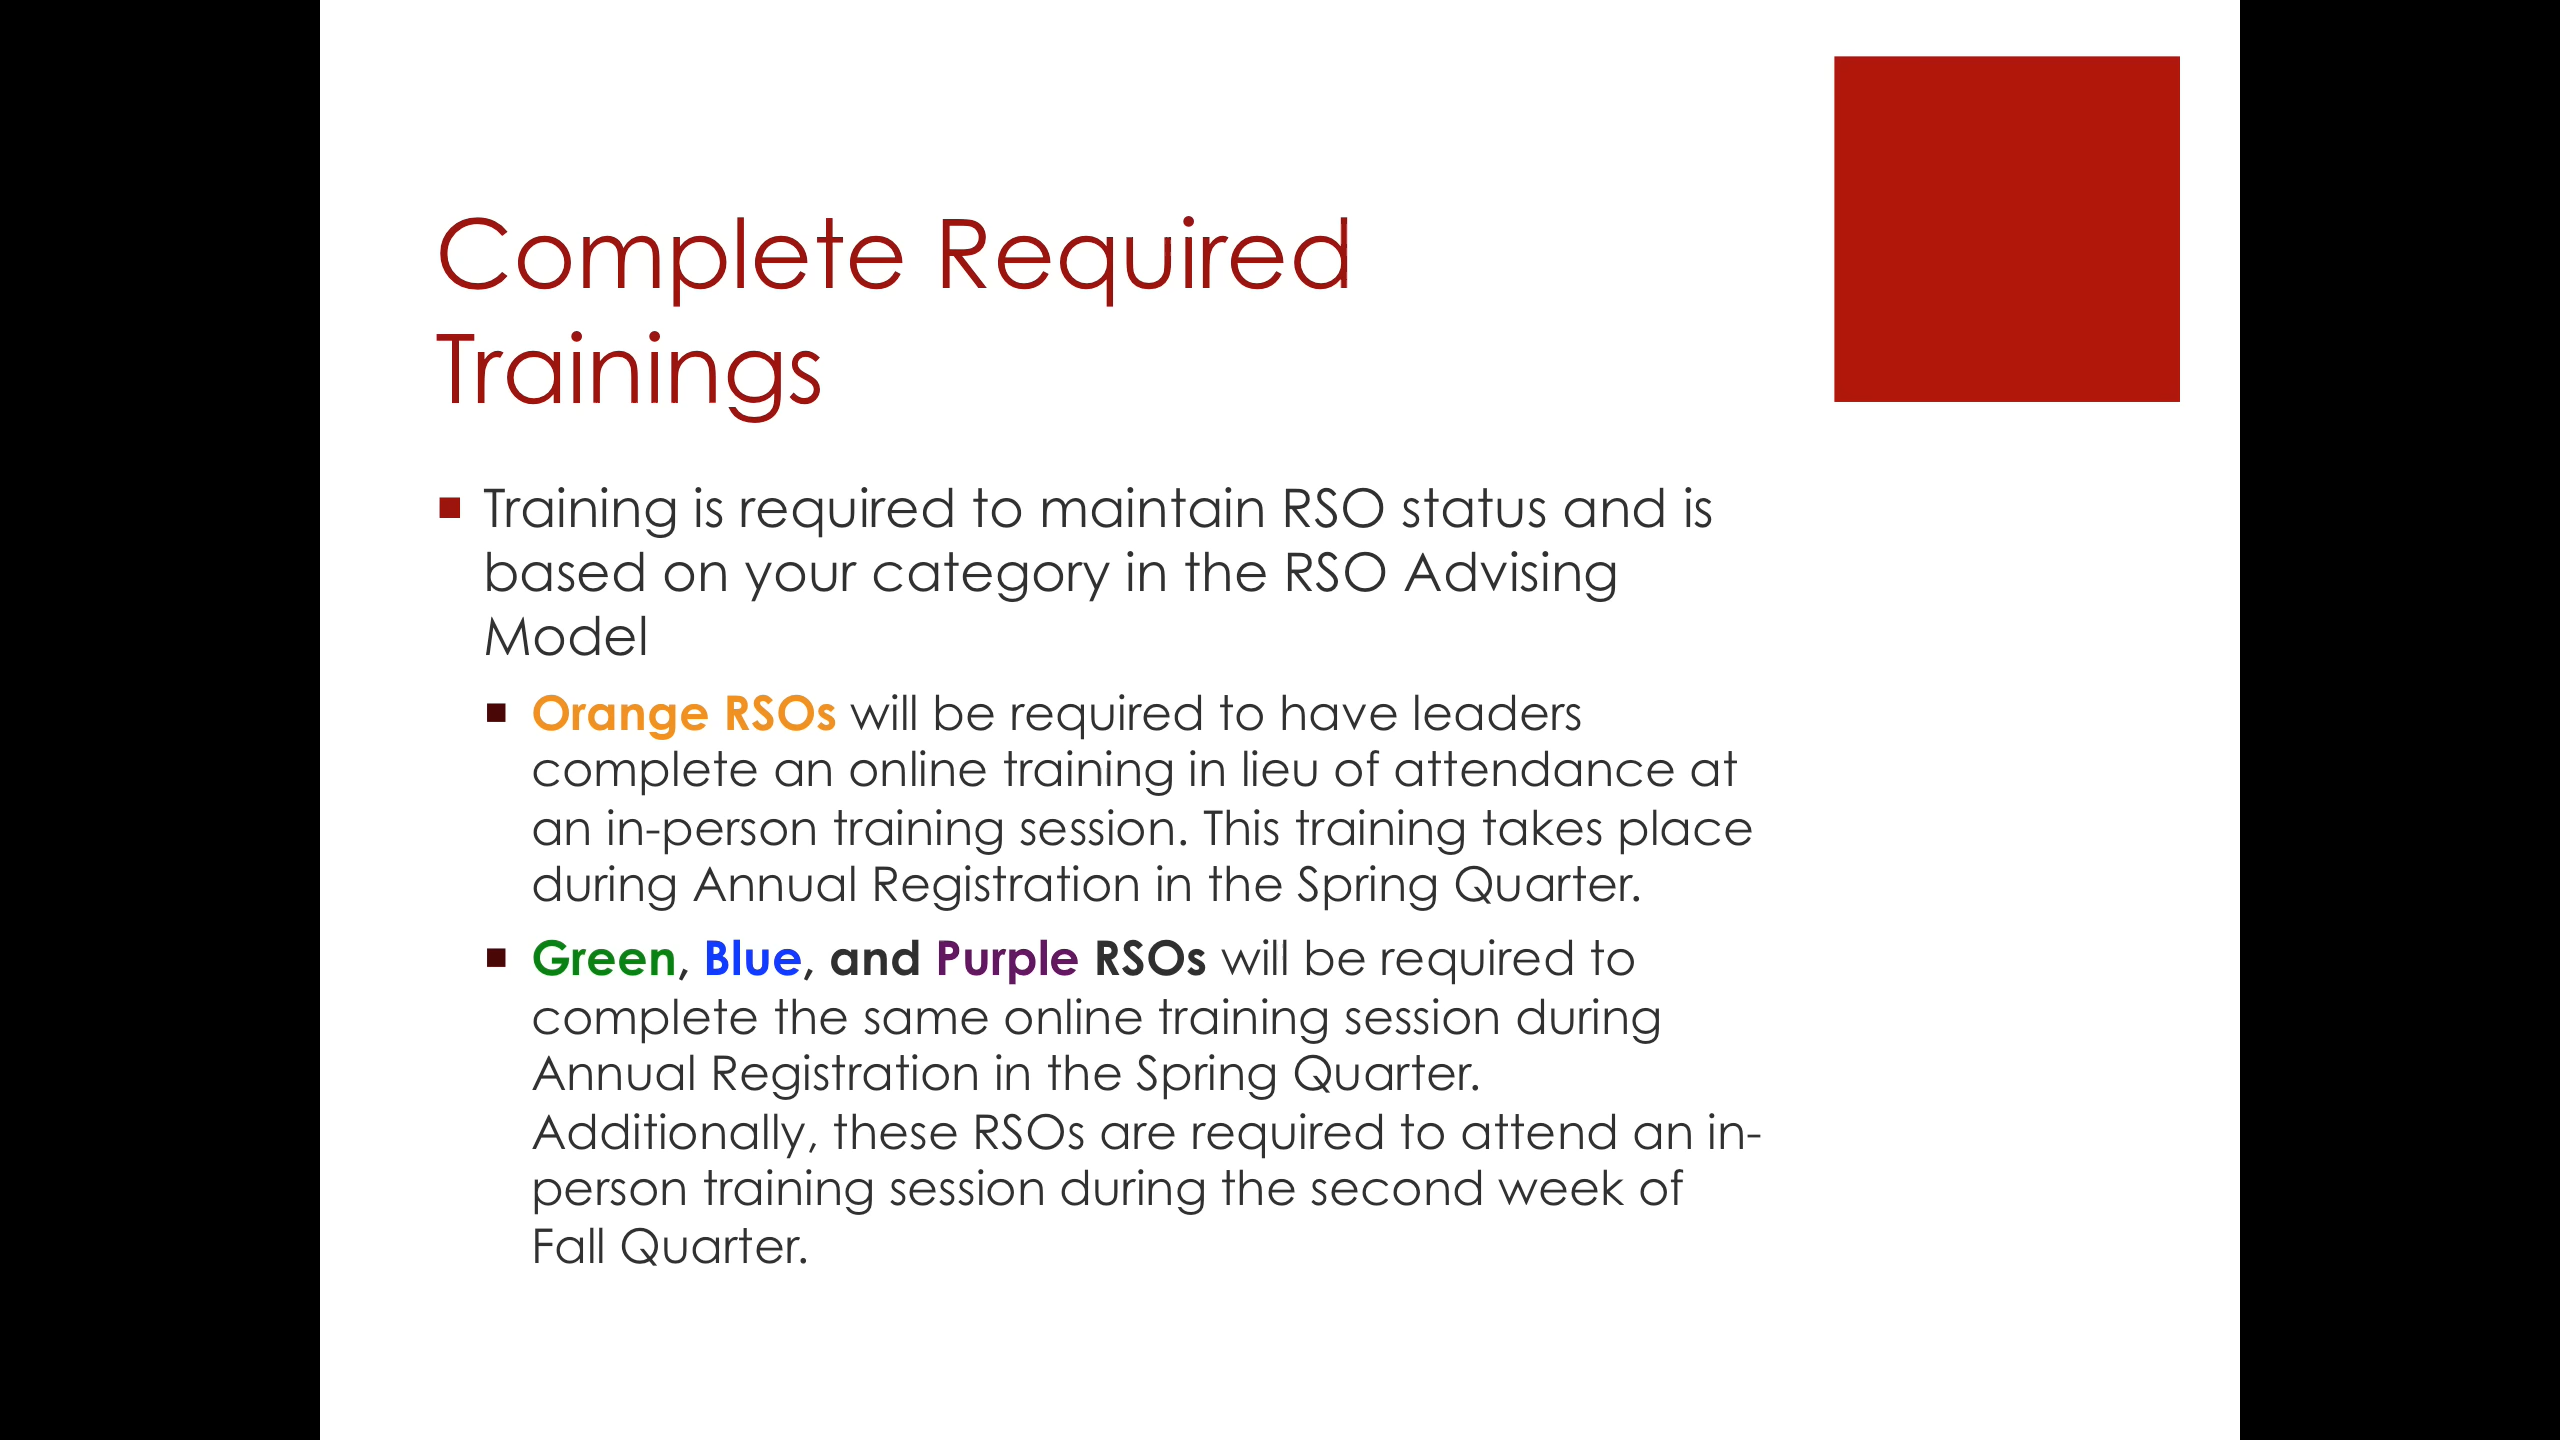 Complete Required
Trainings
Training is required to maintain RSO status and is
based on your category in the RSO Advising
Model
Orange RSOs will be required to have leaders
complete an online training in lieu of attendance at
an in-person training session. This training takes place
during Annual Registration in the Spring Quarter.
Green, Blue, and Purple RSOs will be required to
complete the same online training session during
Annual Registration in the Spring Quarter.
Additionally, these RSOs are required to attend an in-
person training session during the second week of
Fall Quarter.